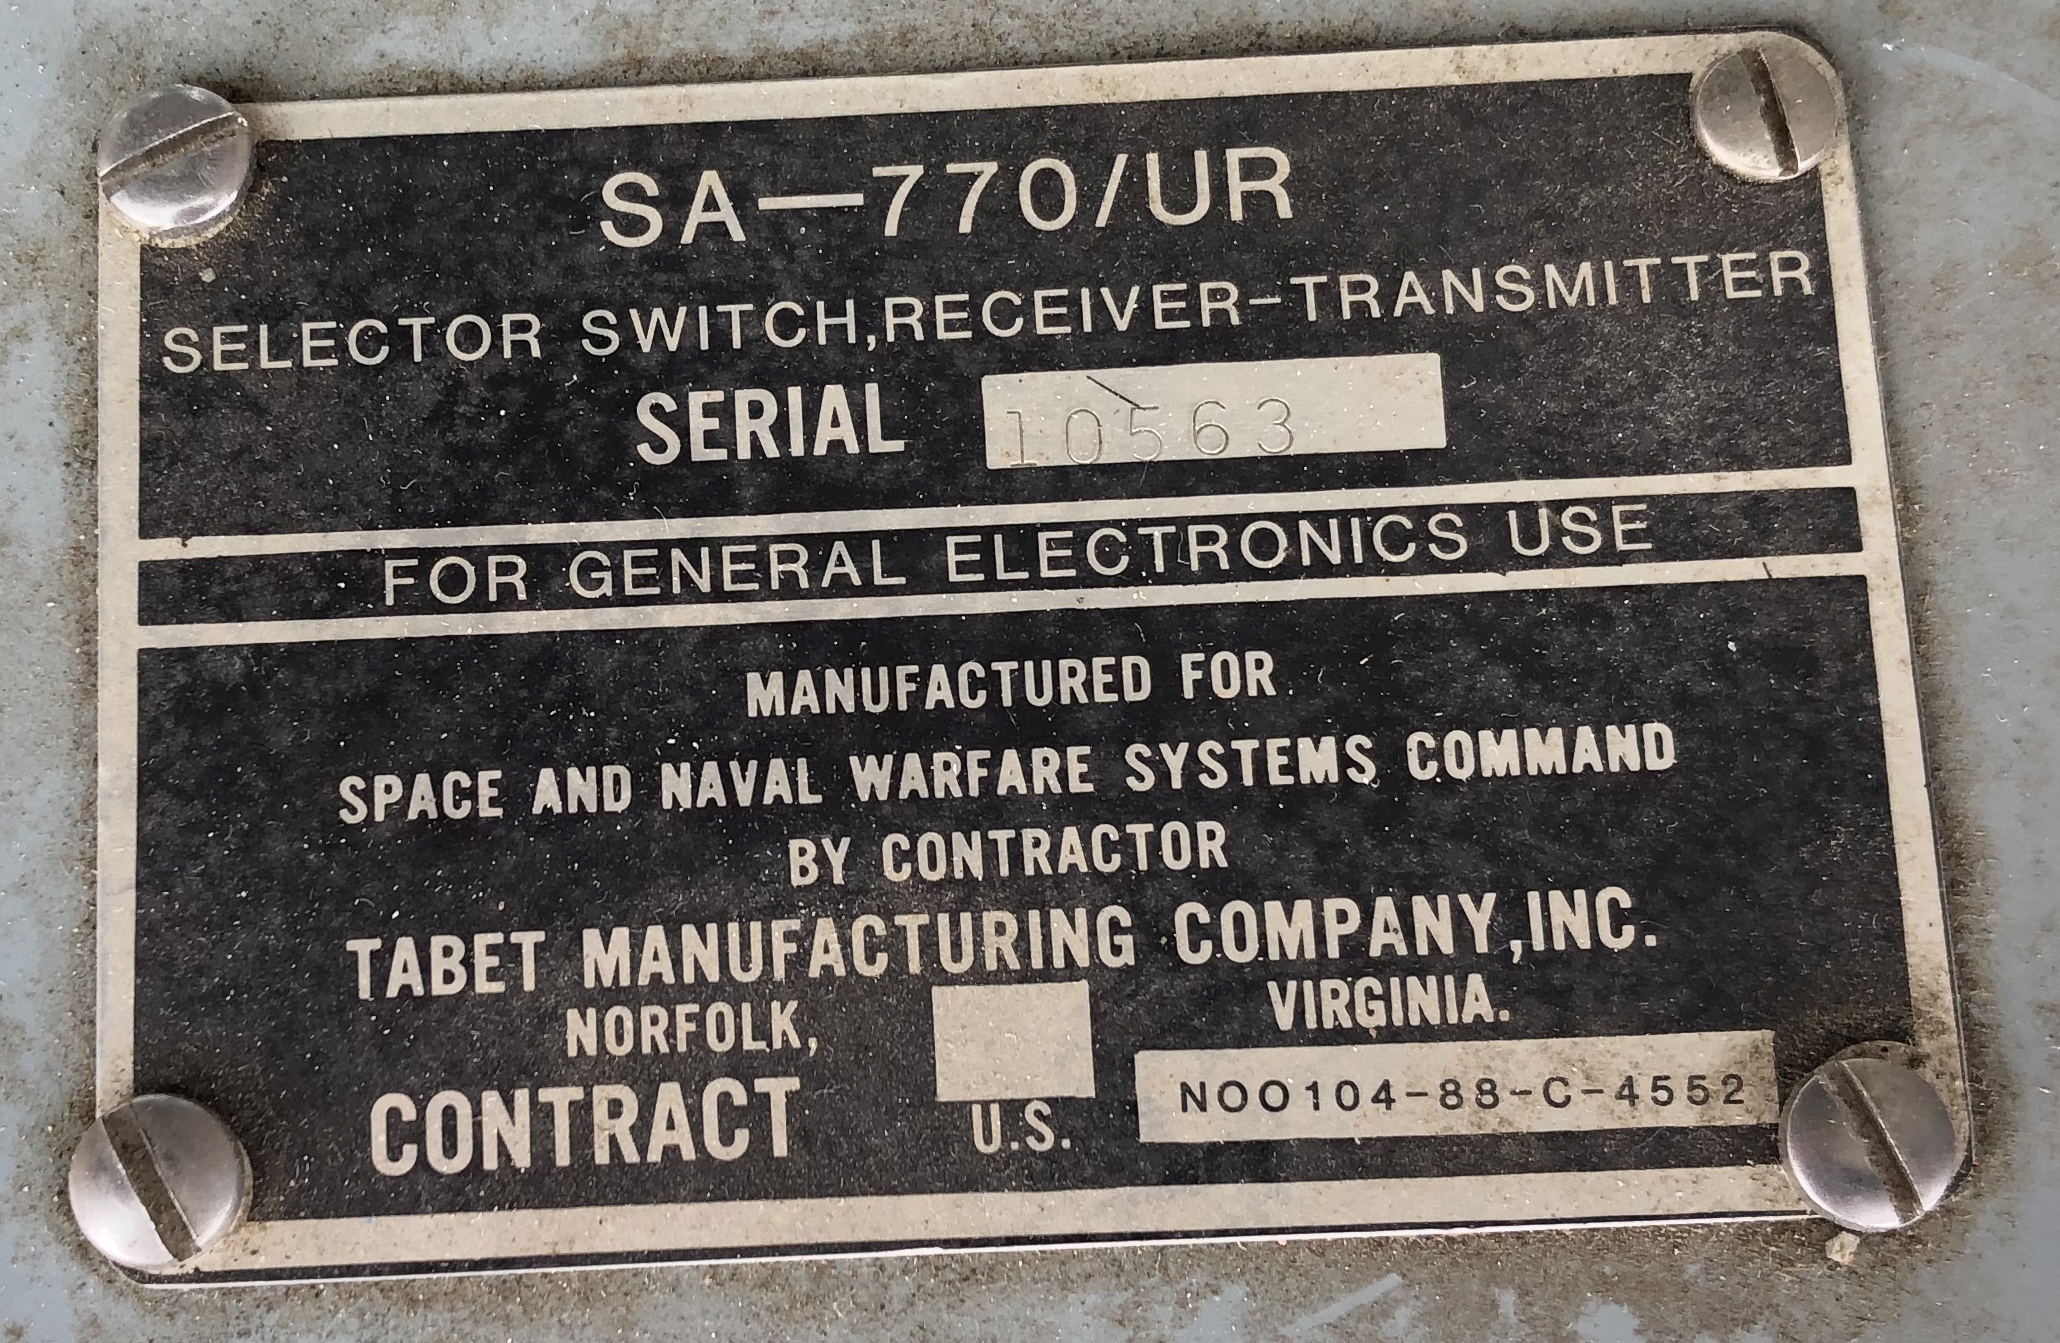 SA—770/UR
SELECTOR SWITCH,RECEIVER-TRANSMITTER
SERIAL 10563
FOR GENERAL ELECTRONICS USE
MANUFACTURED FOR
SPACE AND NAVAL WARFARE SYSTEMS COMMAND
BY CONTRACTOR
TABET MANUFACTURING COMPANY,INC.
NORFOLK, VIRGINIA.
CONTRACT U.S. N00104-88-C-4552